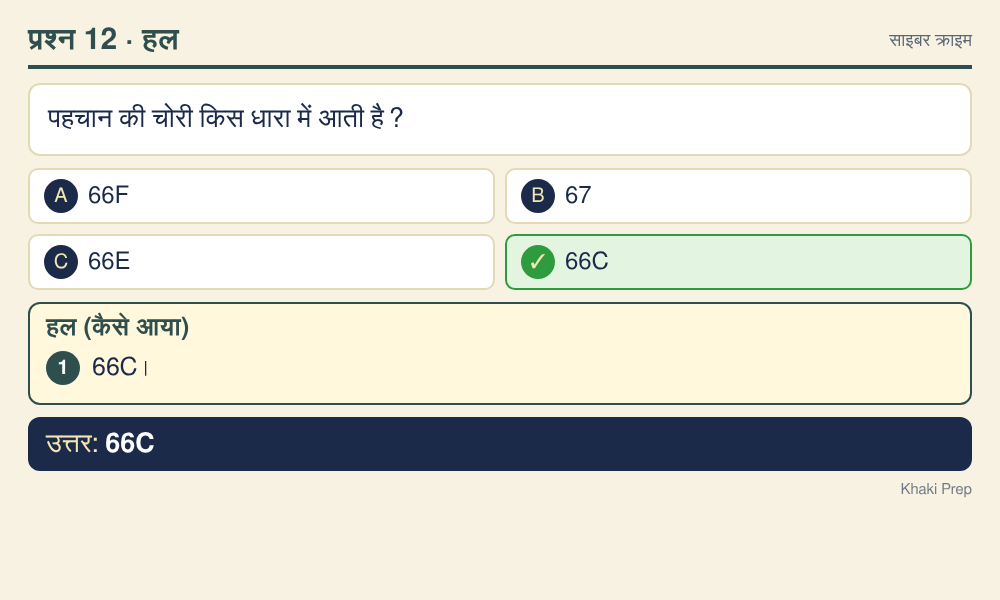 प्रश्न 12 · हल
साइबर क्राइम
पहचान की चोरी किस धारा में आती है ?
A 66F
B 67
C 66E
✓ 66C
हल (कैसे आया)
1 66C ।
उत्तर: 66C
Khaki Prep